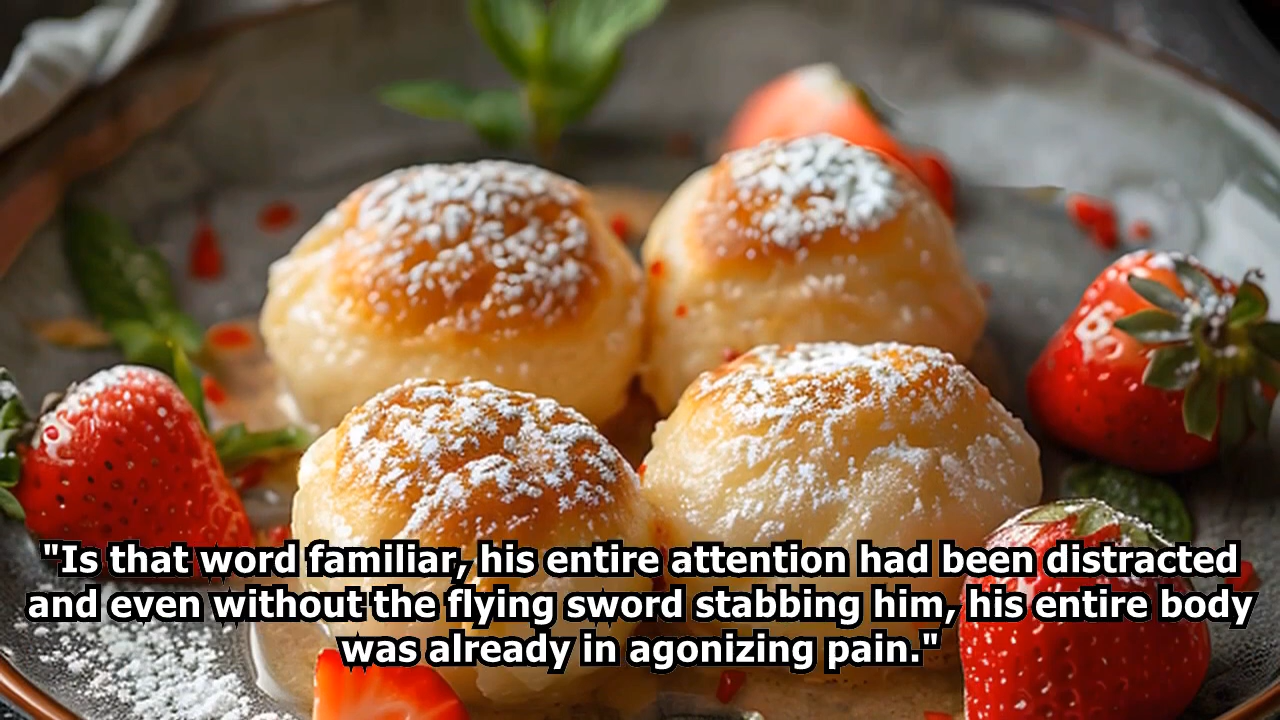 "Is that word familiar, his entire attention had been distracted
and even without the flying sword stabbing him, his entire body
was already in agonizing pain."